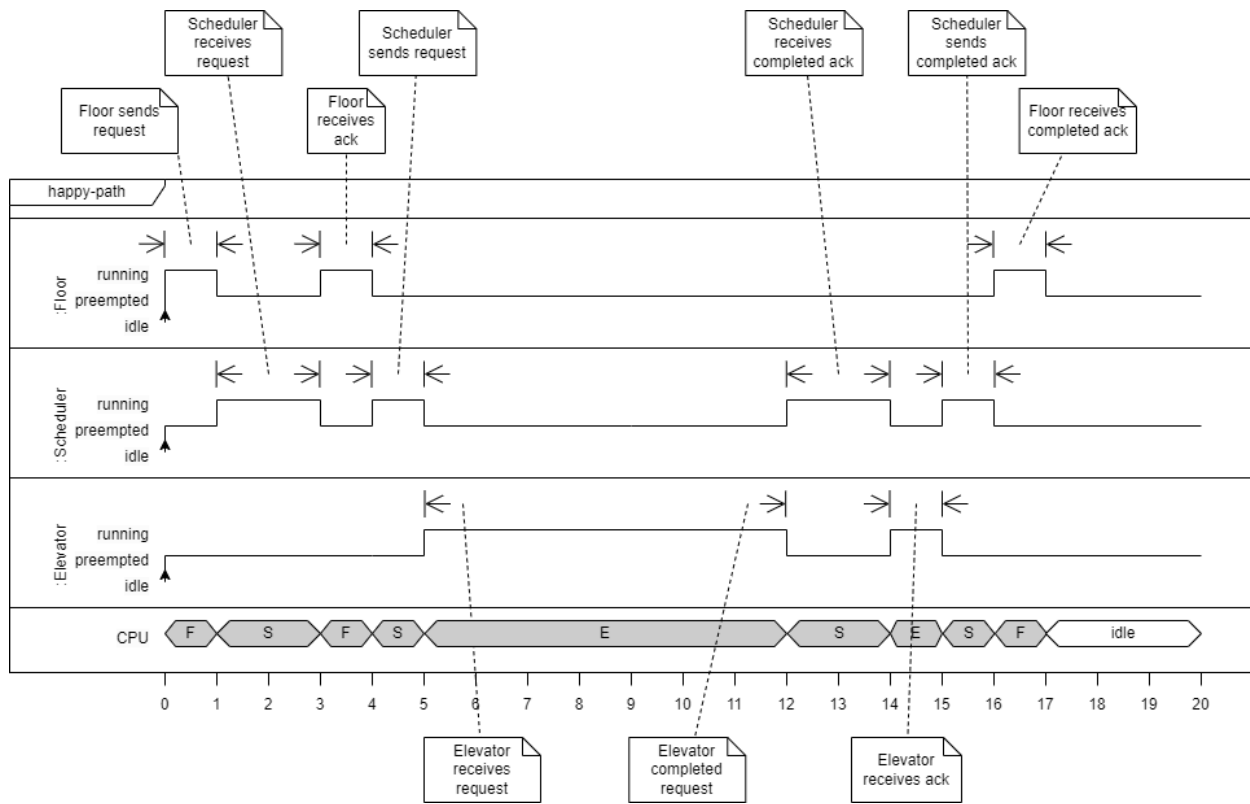 Scheduler
receives
request
Scheduler
sends request
Scheduler
receives
completed ack
Scheduler
sends
completed ack
Floor sends
request
Floor
receives
ack
Floor receives
completed ack
happy-path
:Floor
running
preempted
idle
:Scheduler
running
preempted
idle
:Elevator
running
preempted
idle
CPU
F
S
F
S
E
S
E
S
F
idle
0 1 2 3 4 5 6 7 8 9 10 11 12 13 14 15 16 17 18 19 20
Elevator
receives
request
Elevator
completed
request
Elevator
receives ack